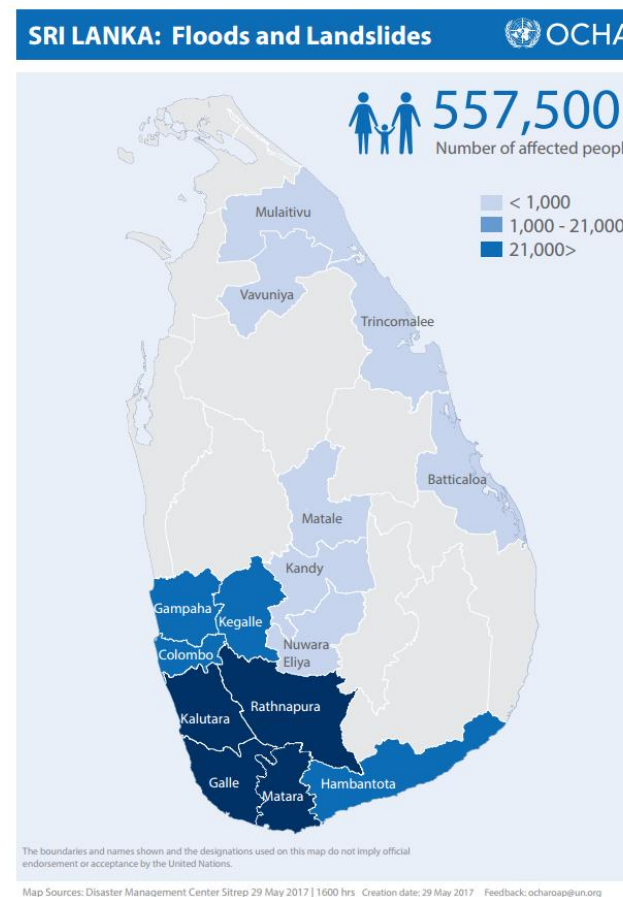 SRI LANKA: Floods and Landslides
OCHA
557,500
Number of affected peopl
< 1,000
1,000 - 21,000
21,000>
Mulaitivu
Vavuniya
Trincomalee
Batticaloa
Matale
Kandy
Gampaha
Kegalle
Nuwara
Eliya
Colombo
Rathnapura
Kalutara
Galle
Matara
Hambantota
The boundaries and names shown and the designations used on this map do not imply official
endorsement or acceptance by the United Nations.
Map Sources: Disaster Management Center Sitrep 29 May 2017 | 1600 hrs Creation date: 29 May 2017 Feedback: ocharoap@un.org